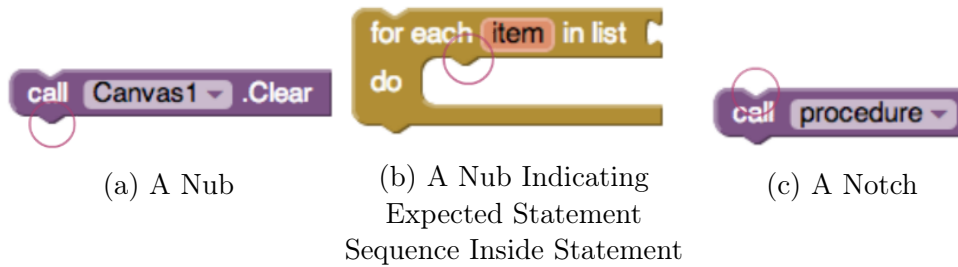 call Canvas1 .Clear
for each item in list
do
call procedure
(a) A Nub
(b) A Nub Indicating
Expected Statement
Sequence Inside Statement
(c) A Notch